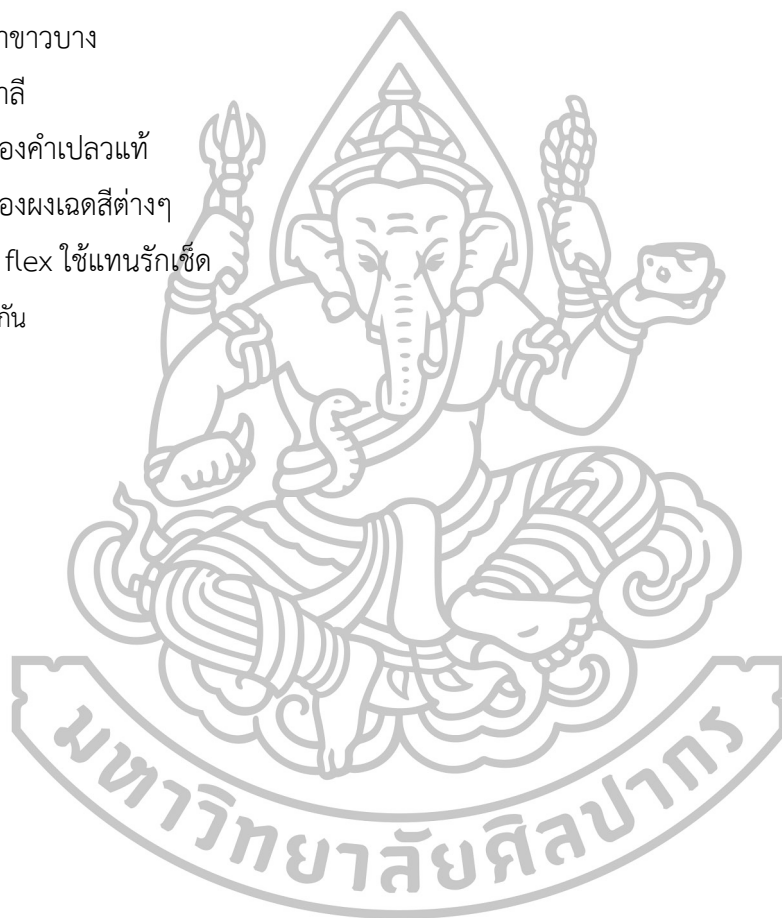 าขาวบาง
าลี
องคำเปลวแท้
องผงเฉดสีต่างๆ
flex ใช้แทนรักเช็ด
กัน
มหาวิทยาลัยศิลปากร